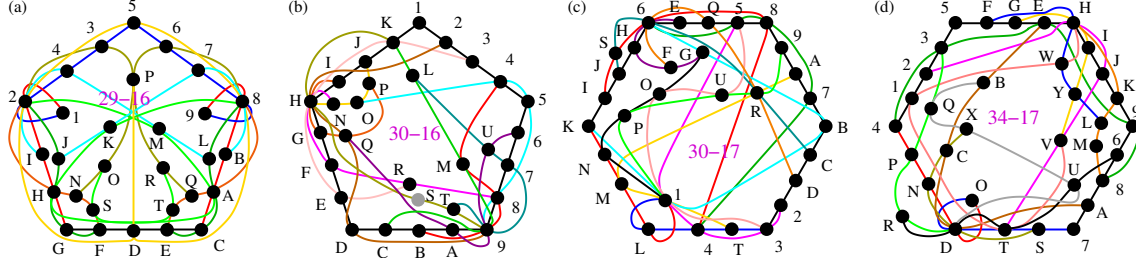 (a) (b) (c) (d)
5
3 6
4 7
P
2 29−16 8
1 9
I J K M L B
H N O R Q A
S T
G F D E C
1
K 2
J 3
I L 4
H P O 5
G N Q 30−16 U 6
F R M 7
E S T 8
D C B A 9
6 E Q 5 8
S H F G 9
J A
I O U R 7
K P B
N 30−17 C
M 1 D
2
L 4 T 3
5 F G E H
3 W I
2 B Y J
1 Q K
4 X 34−17 L 9
P C V M 6
N O U 8
R A
D T S 7